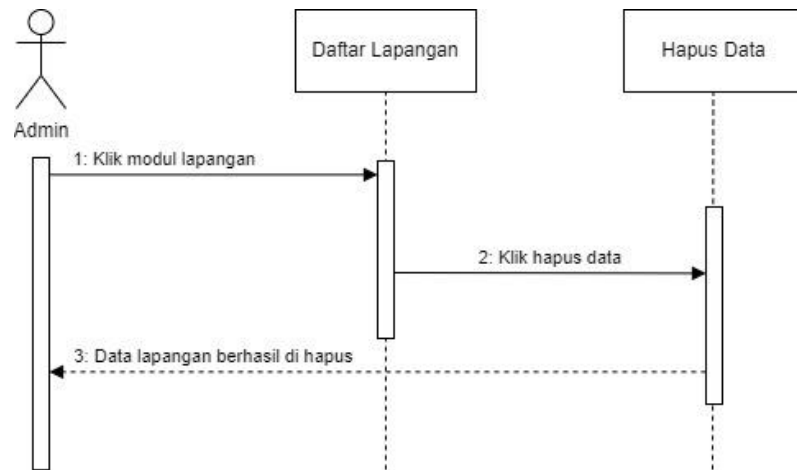 Daftar Lapangan
Hapus Data
Admin
1: Klik modul lapangan
2: Klik hapus data
3: Data lapangan berhasil di hapus